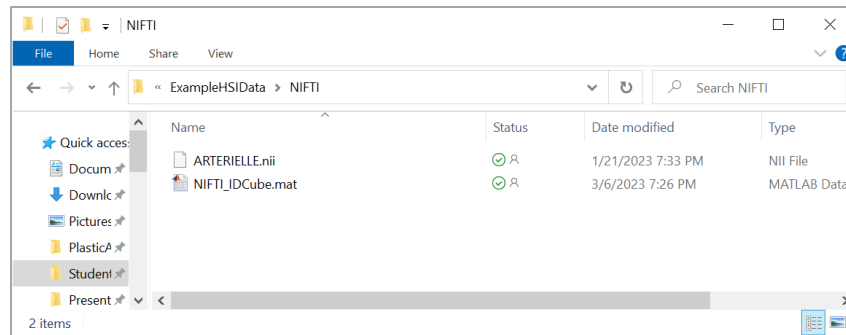 NIFTI
File Home Share View
« ExampleHSIData > NIFTI Search NIFTI
Name Status Date modified Type
Quick access
Docum
Downlc
Pictures
PlasticA
Student
Present
ARTERIELLE.nii 1/21/2023 7:33 PM NII File
NIFTI_IDCube.mat 3/6/2023 7:26 PM MATLAB Data
2 items